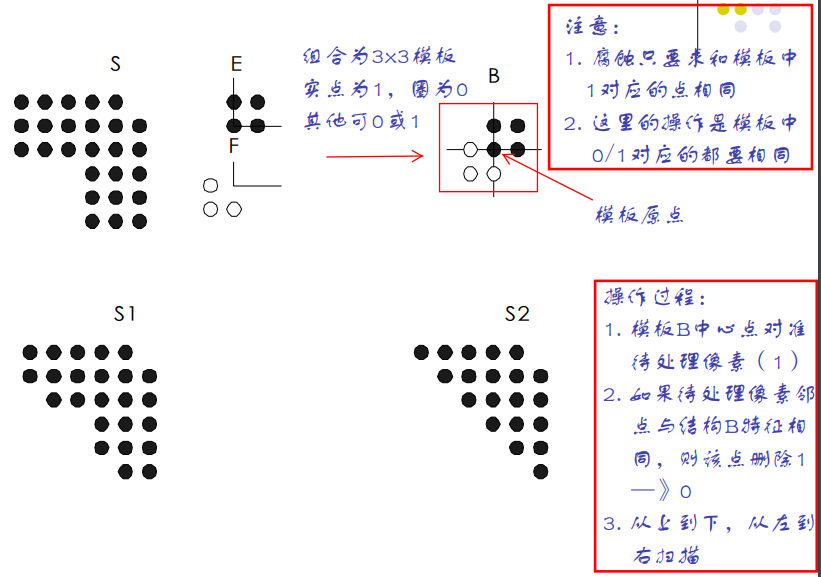 S
E
F
组合为3x3模板
实点为1，圈为0
其他可0或1
B
注意：
1. 腐蚀只要求和模板中
1对应的点相同
2. 这里的操作是模板中
0/1对应的都要相同
模板原点
S1
S2
操作过程：
1. 模板B中心点对准
待处理像素（1）
2. 如果待处理像素邻
点与结构B特征相
同，则该点删除1
—》0
3. 从上到下，从左到
右扫描